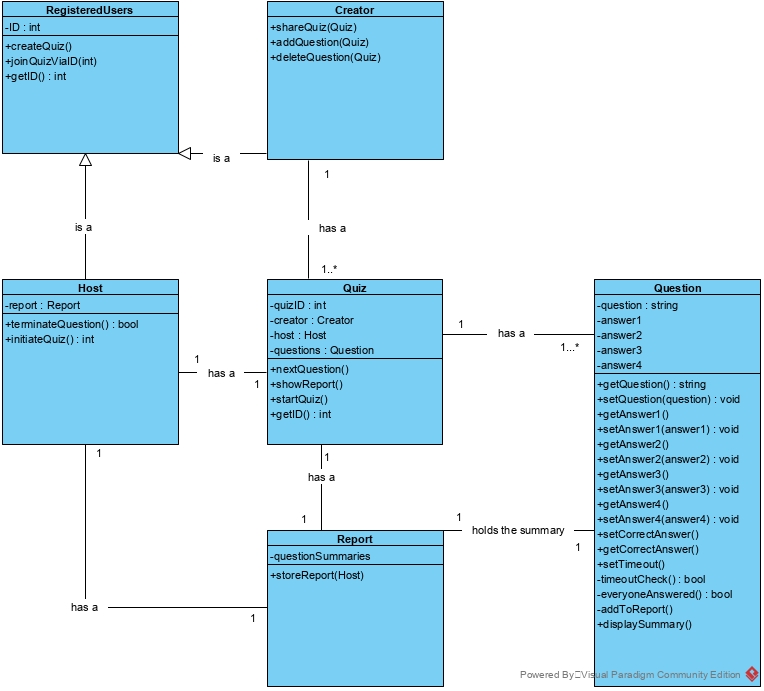 RegisteredUsers
-ID : int
+createQuiz()
+joinQuizViaID(int)
+getID() : int
Creator
+shareQuiz(Quiz)
+addQuestion(Quiz)
+deleteQuestion(Quiz)
is a
1
is a
has a
1..*
Host
-report : Report
+terminateQuestion() : bool
+initiateQuiz() : int
Quiz
-quizID : int
-creator : Creator
-host : Host
-questions : Question
+nextQuestion()
+showReport()
+startQuiz()
+getID() : int
Question
-question : string
-answer1
-answer2
-answer3
-answer4
+getQuestion() : string
+setQuestion(question) : void
+getAnswer1()
+setAnswer1(answer1) : void
+getAnswer2()
+setAnswer2(answer2) : void
+getAnswer3()
+setAnswer3(answer3) : void
+getAnswer4()
+setAnswer4(answer4) : void
+setCorrectAnswer()
+getCorrectAnswer()
+setTimeout()
-timeoutCheck() : bool
-everyoneAnswered() : bool
-addToReport()
+displaySummary()
1
has a
1...*
1
has a
1
1
1
has a
1
Report
-questionSummaries
+storeReport(Host)
1
holds the summary
1
has a
1
Powered By Visual Paradigm Community Edition